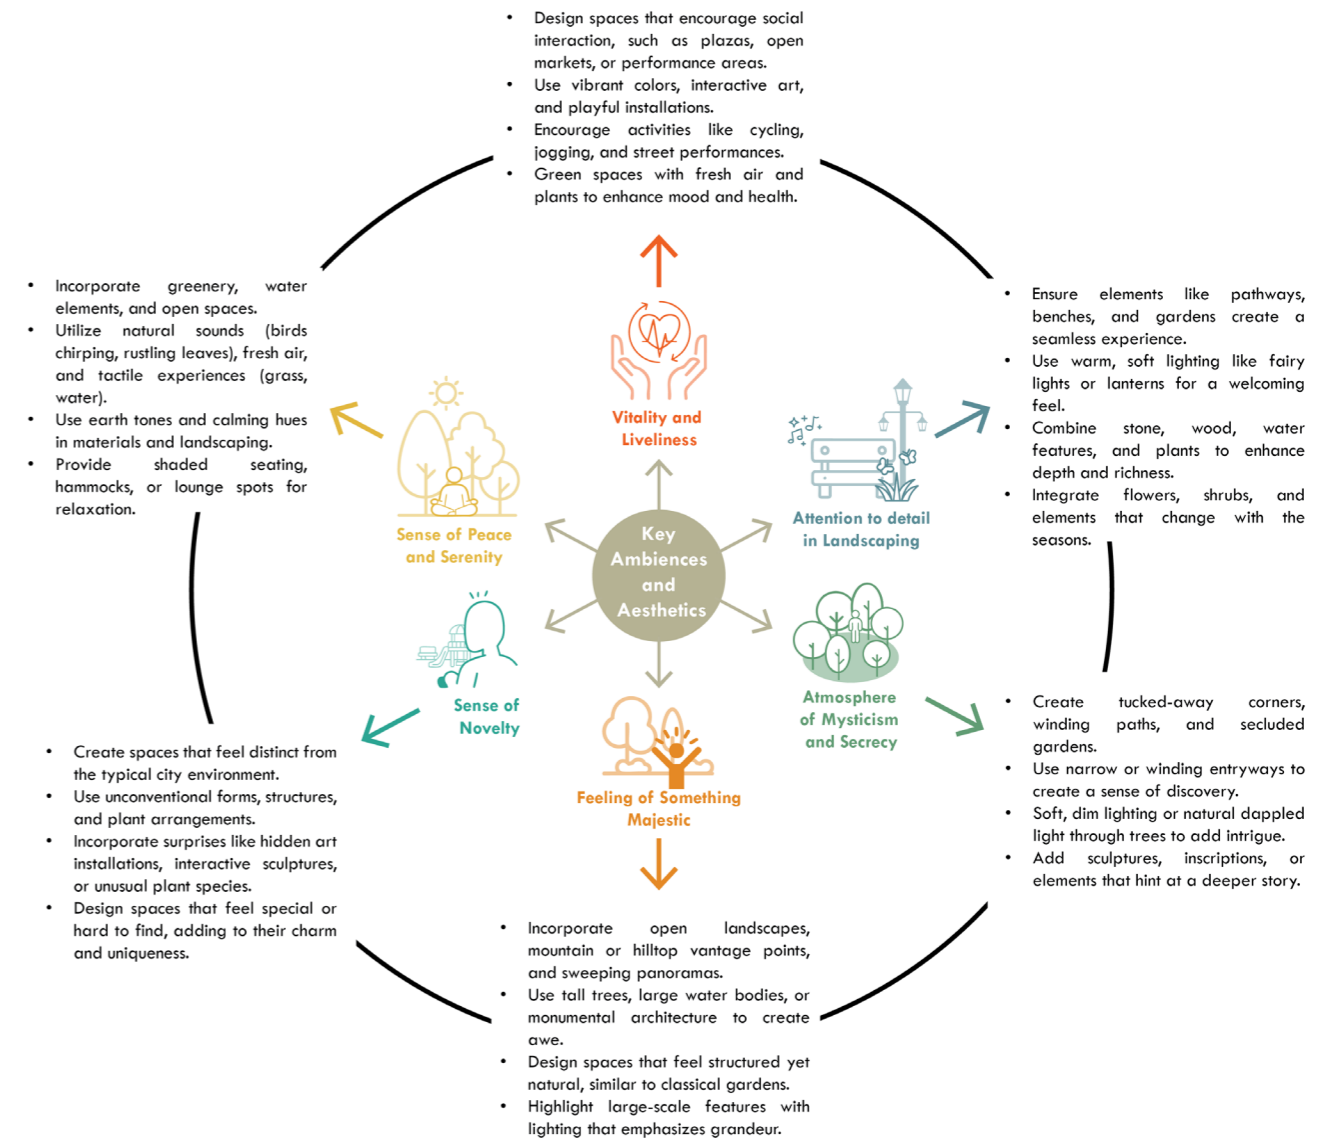 • Design spaces that encourage social
interaction, such as plazas, open
markets, or performance areas.
• Use vibrant colors, interactive art,
and playful installations.
• Encourage activities like cycling,
jogging, and street performances.
• Green spaces with fresh air and
plants to enhance mood and health.
• Incorporate greenery, water
elements, and open spaces.
• Utilize natural sounds (birds
chirping, rustling leaves), fresh air,
and tactile experiences (grass,
water).
• Use earth tones and calming hues
in materials and landscaping.
• Provide shaded seating,
hammocks, or lounge spots for
relaxation.
• Ensure elements like pathways,
benches, and gardens create a
seamless experience.
• Use warm, soft lighting like fairy
lights or lanterns for a welcoming
feel.
• Combine stone, wood, water
features, and plants to enhance
depth and richness.
• Integrate flowers, shrubs, and
elements that change with the
seasons.
Vitality and
Liveliness
Sense of Peace
and Serenity
Attention to detail
in Landscaping
Key
Ambiences
and
Aesthetics
Sense of
Novelty
Atmosphere
of Mysticism
and Secrecy
Feeling of Something
Majestic
• Create spaces that feel distinct from
the typical city environment.
• Use unconventional forms, structures,
and plant arrangements.
• Incorporate surprises like hidden art
installations, interactive sculptures,
or unusual plant species.
• Design spaces that feel special or
hard to find, adding to their charm
and uniqueness.
• Create tucked-away corners,
winding paths, and secluded
gardens.
• Use narrow or winding entryways to
create a sense of discovery.
• Soft, dim lighting or natural dappled
light through trees to add intrigue.
• Add sculptures, inscriptions, or
elements that hint at a deeper story.
• Incorporate open landscapes,
mountain or hilltop vantage points,
and sweeping panoramas.
• Use tall trees, large water bodies, or
monumental architecture to create
awe.
• Design spaces that feel structured yet
natural, similar to classical gardens.
• Highlight large-scale features with
lighting that emphasizes grandeur.